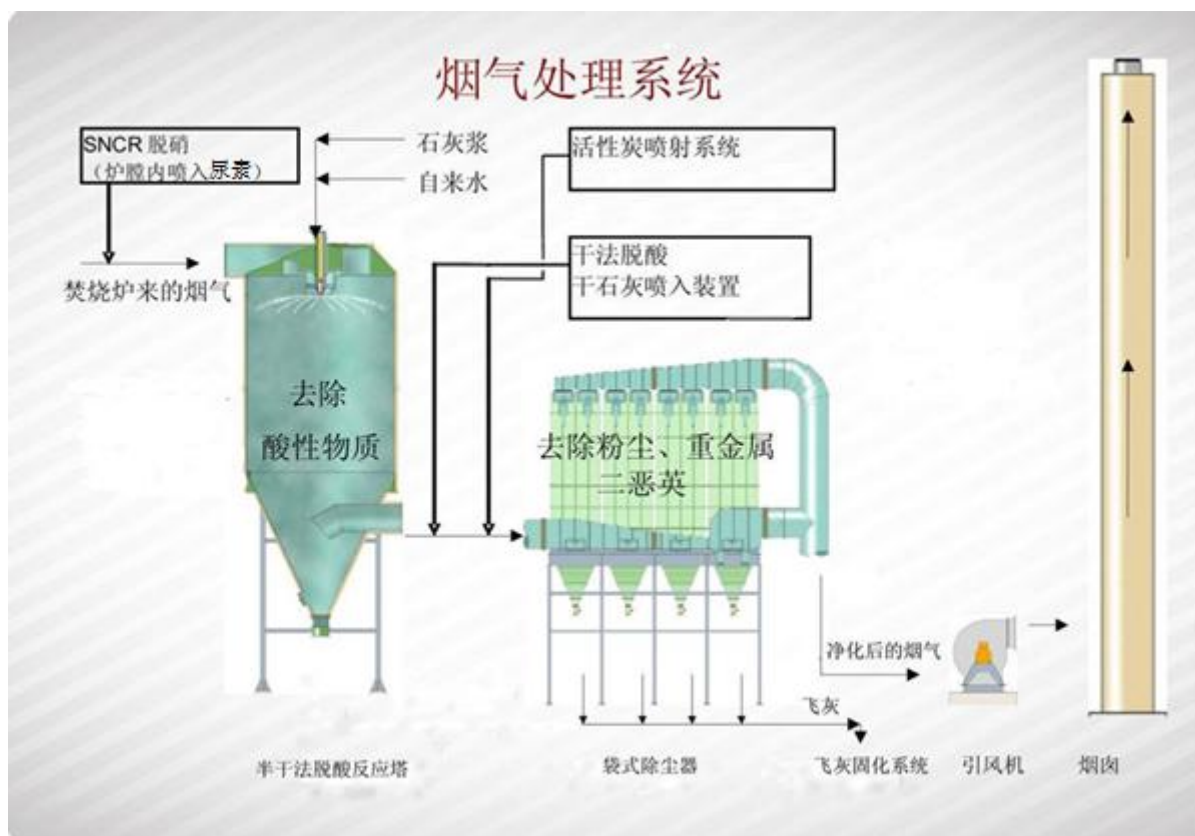 烟气处理系统
SNCR 脱硝
（炉膛内喷入尿素）
石灰浆
自来水
活性炭喷射系统
干法脱酸
干石灰喷入装置
焚烧炉来的烟气
去除
酸性物质
去除粉尘、重金属
二恶英
净化后的烟气
飞灰
半干法脱酸反应塔
袋式除尘器
飞灰固化系统
引风机
烟囱